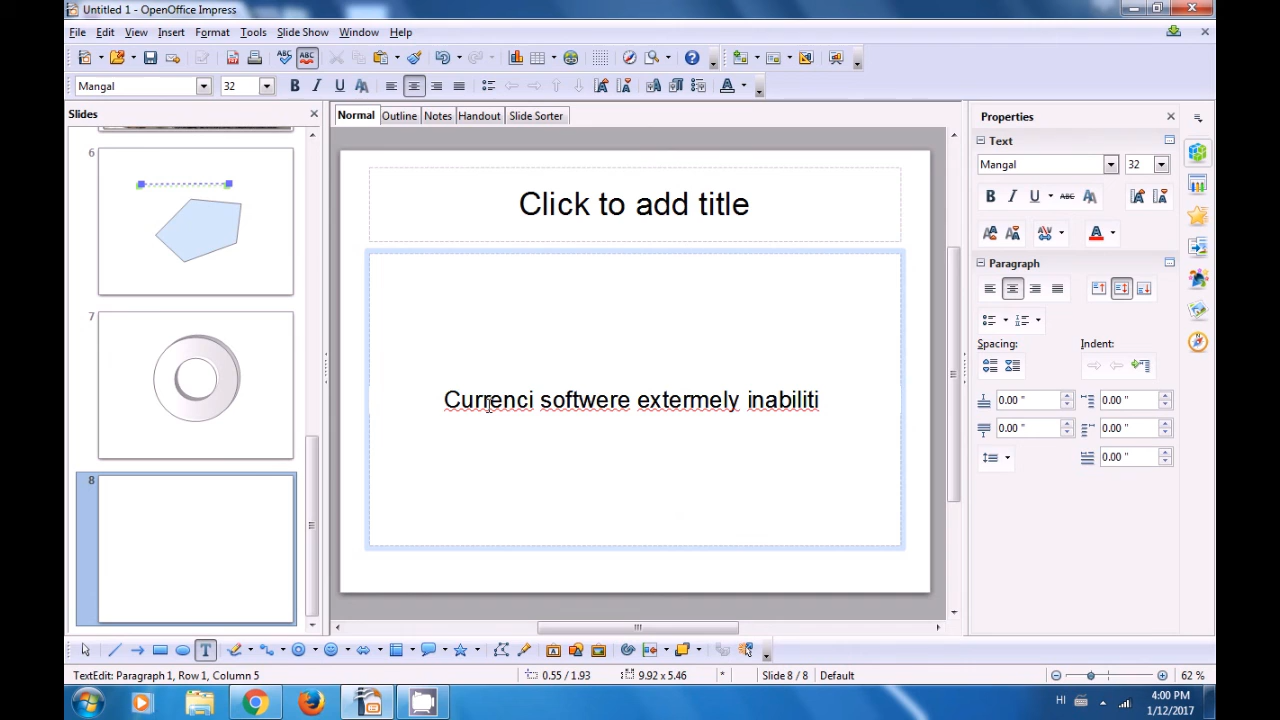 Untitled 1 - OpenOffice Impress
File Edit View Insert Format Tools Slide Show Window Help
Mangal 32
Slides
Normal Outline Notes Handout Slide Sorter
6
7
8
Click to add title
Currenci softwere extermely inabiliti
Properties
Text
Mangal 32
Paragraph
Spacing: Indent:
0.00 " 0.00 "
0.00 " 0.00 "
0.00 "
TextEdit: Paragraph 1, Row 1, Column 5 0.55 / 1.93 9.92 x 5.46 * Slide 8 / 8 Default 62 %
HI 4:00 PM
1/12/2017